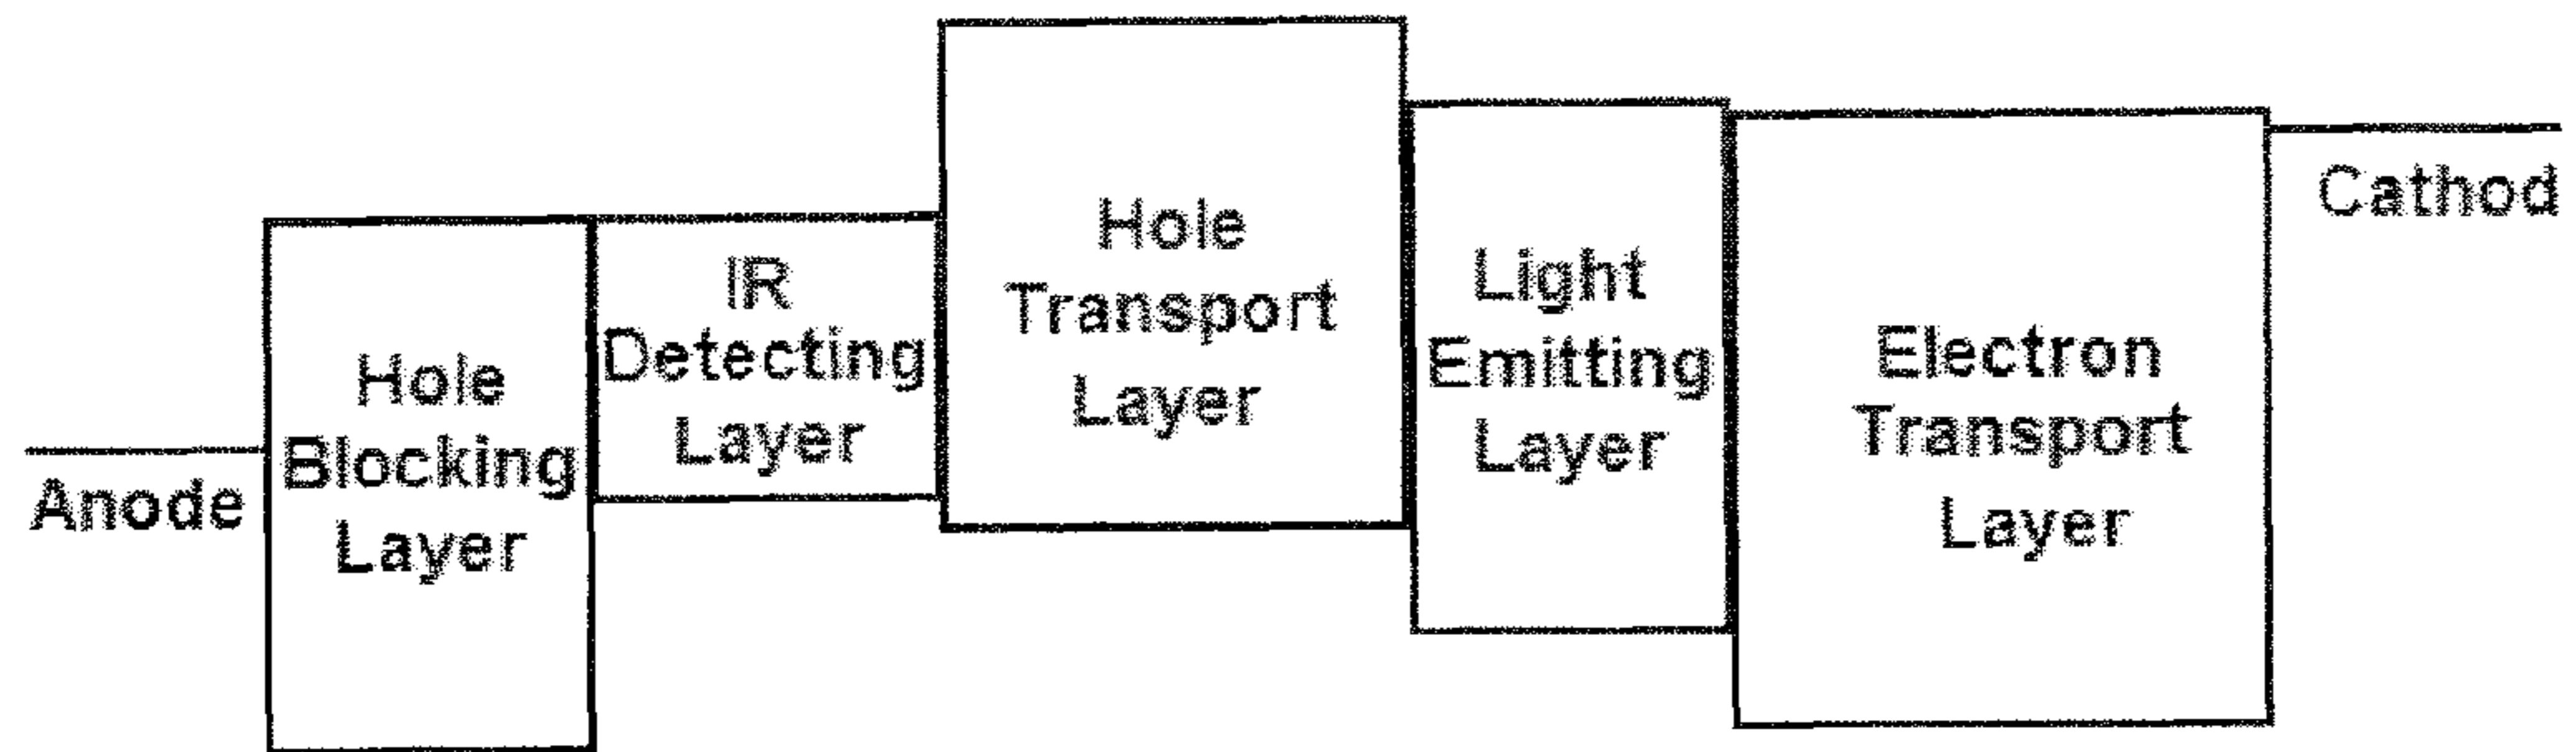 Anode
Hole
Blocking
Layer
IR
Detecting
Layer
Hole
Transport
Layer
Light
Emitting
Layer
Electron
Transport
Layer
Cathod